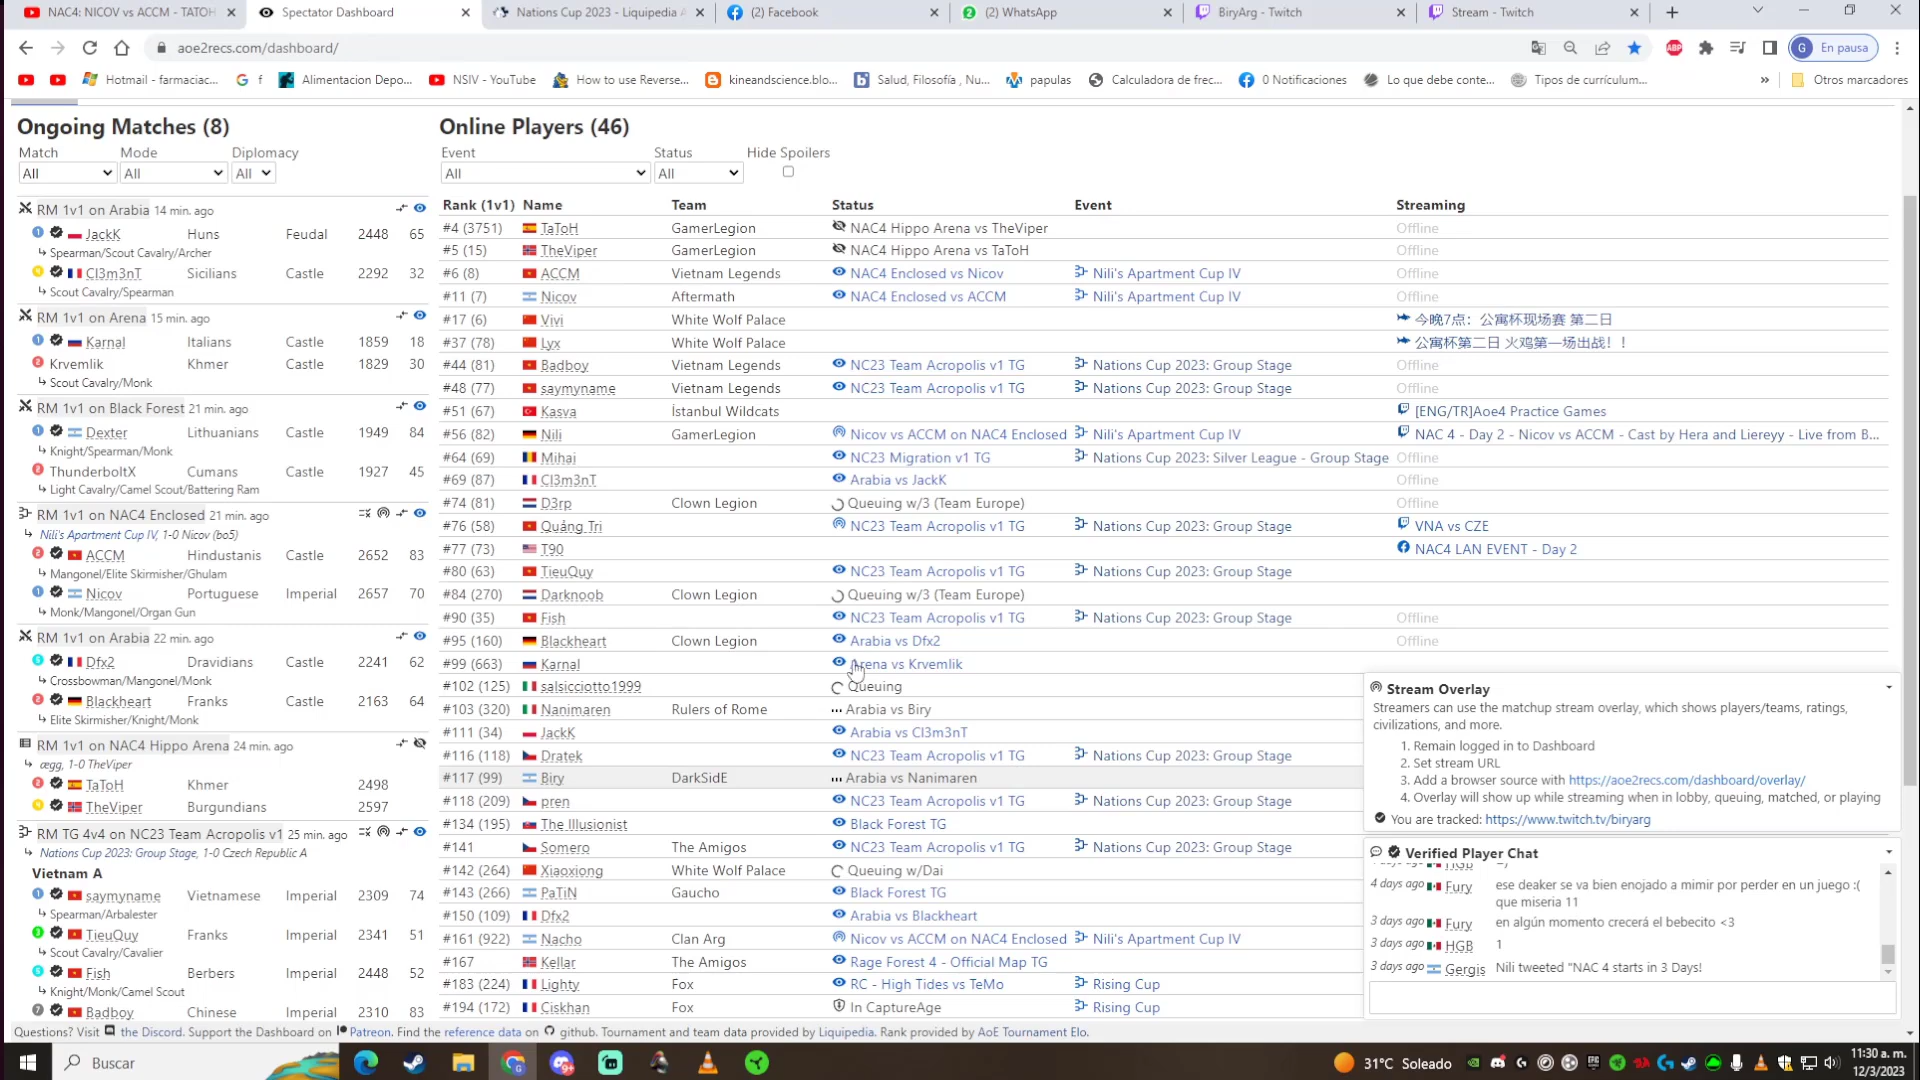 NAC4: NICOV vs ACCM - TATOH
Spectator Dashboard
Nations Cup 2023 - Liquipedia A
(2) Facebook
(2) WhatsApp
BiryArg - Twitch
Stream - Twitch
aoe2recs.com/dashboard/
En pausa
Hotmail - farmaciac...
f
Alimentacion Depo...
NSIV - YouTube
How to use Reverse...
kineandscience.blo...
Salud, Filosofía , Nu...
papulas
Calculadora de frec...
0 Notificaciones
Lo que debe conte...
Tipos de currículum...
Otros marcadores
Ongoing Matches (8)
Match Mode Diplomacy
All All All
RM 1v1 on Arabia 14 min. ago
JackK Huns Feudal 2448 65
Spearman/Scout Cavalry/Archer
Cl3m3nT Sicilians Castle 2292 32
Scout Cavalry/Spearman
RM 1v1 on Arena 15 min. ago
Karnal Italians Castle 1859 18
Krvemlik Khmer Castle 1829 30
Scout Cavalry/Monk
RM 1v1 on Black Forest 21 min. ago
Dexter Lithuanians Castle 1949 84
Knight/Spearman/Monk
ThunderboltX Cumans Castle 1927 45
Light Cavalry/Camel Scout/Battering Ram
RM 1v1 on NAC4 Enclosed 21 min. ago
Nili's Apartment Cup IV, 1-0 Nicov (bo5)
ACCM Hindustanis Castle 2652 83
Mangonel/Elite Skirmisher/Ghulam
Nicov Portuguese Imperial 2657 70
Monk/Mangonel/Organ Gun
RM 1v1 on Arabia 22 min. ago
Dfx2 Dravidians Castle 2241 62
Crossbowman/Mangonel/Monk
Blackheart Franks Castle 2163 64
Elite Skirmisher/Knight/Monk
RM 1v1 on NAC4 Hippo Arena 24 min. ago
ægg, 1-0 TheViper
TaToH Khmer 2498
TheViper Burgundians 2597
RM TG 4v4 on NC23 Team Acropolis v1 25 min. ago
Nations Cup 2023: Group Stage, 1-0 Czech Republic A
Vietnam A
saymyname Vietnamese Imperial 2309 74
Spearman/Arbalester
TieuQuy Franks Imperial 2341 51
Scout Cavalry/Cavalier
Fish Berbers Imperial 2448 52
Knight/Monk/Camel Scout
Badboy Chinese Imperial 2310 83
Online Players (46)
Event Status Hide Spoilers
All All
Rank (1v1) Name Team Status Event Streaming
#4 (3751) TaToH GamerLegion NAC4 Hippo Arena vs TheViper Offline
#5 (15) TheViper GamerLegion NAC4 Hippo Arena vs TaToH Offline
#6 (8) ACCM Vietnam Legends NAC4 Enclosed vs Nicov Nili's Apartment Cup IV Offline
#11 (7) Nicov Aftermath NAC4 Enclosed vs ACCM Nili's Apartment Cup IV Offline
#17 (6) Vivi White Wolf Palace 今晚7点：公寓杯现场赛 第二日
#37 (78) Lyx White Wolf Palace 公寓杯第二日 火鸡第一场出战！！
#44 (81) Badboy Vietnam Legends NC23 Team Acropolis v1 TG Nations Cup 2023: Group Stage Offline
#48 (77) saymyname Vietnam Legends NC23 Team Acropolis v1 TG Nations Cup 2023: Group Stage Offline
#51 (67) Kasva İstanbul Wildcats [ENG/TR]Aoe4 Practice Games
#56 (82) Nili GamerLegion Nicov vs ACCM on NAC4 Enclosed Nili's Apartment Cup IV NAC 4 - Day 2 - Nicov vs ACCM - Cast by Hera and Liereyy - Live from B...
#64 (69) Mihai NC23 Migration v1 TG Nations Cup 2023: Silver League - Group Stage Offline
#69 (87) Cl3m3nT Arabia vs JackK Offline
#74 (81) D3rp Clown Legion Queuing w/3 (Team Europe) Offline
#76 (58) Quảng Trị NC23 Team Acropolis v1 TG Nations Cup 2023: Group Stage VNA vs CZE
#77 (73) T90 NAC4 LAN EVENT - Day 2
#80 (63) TieuQuy NC23 Team Acropolis v1 TG Nations Cup 2023: Group Stage
#84 (270) Darknoob Clown Legion Queuing w/3 (Team Europe)
#90 (35) Fish NC23 Team Acropolis v1 TG Nations Cup 2023: Group Stage Offline
#95 (160) Blackheart Clown Legion Arabia vs Dfx2 Offline
#99 (663) Karnal Arena vs Krvemlik
#102 (125) salsicciotto1999 Queuing
#103 (320) Nanimaren Rulers of Rome Arabia vs Biry
#111 (34) JackK Arabia vs Cl3m3nT
#116 (118) Dratek NC23 Team Acropolis v1 TG Nations Cup 2023: Group Stage
#117 (99) Biry DarkSidE Arabia vs Nanimaren
#118 (209) pren NC23 Team Acropolis v1 TG Nations Cup 2023: Group Stage
#134 (195) The Illusionist Black Forest TG
#141 Somero The Amigos NC23 Team Acropolis v1 TG Nations Cup 2023: Group Stage
#142 (264) Xiaoxiong White Wolf Palace Queuing w/Dai
#143 (266) PaTiN Gaucho Black Forest TG
#150 (109) Dfx2 Arabia vs Blackheart
#161 (922) Nacho Clan Arg Nicov vs ACCM on NAC4 Enclosed Nili's Apartment Cup IV
#167 Kellar The Amigos Rage Forest 4 - Official Map TG
#183 (224) Lighty Fox RC - High Tides vs TeMo Rising Cup
#194 (172) Ciskhan Fox In CaptureAge Rising Cup
Stream Overlay
Streamers can use the matchup stream overlay, which shows players/teams, ratings,
civilizations, and more.
1. Remain logged in to Dashboard
2. Set stream URL
3. Add a browser source with https://aoe2recs.com/dashboard/overlay/
4. Overlay will show up while streaming when in lobby, queuing, matched, or playing
You are tracked: https://www.twitch.tv/biryarg
Verified Player Chat
4 days ago Fury ese deaker se va bien enojado a mimir por perder en un juego :(
que miseria 11
3 days ago Fury en algún momento crecerá el bebecito <3
3 days ago HGB 1
3 days ago Gergis Nili tweeted "NAC 4 starts in 3 Days!
Questions? Visit the Discord. Support the Dashboard on Patreon. Find the reference data on github. Tournament and team data provided by Liquipedia. Rank provided by AoE Tournament Elo.
Buscar
31°C Soleado
11:30 a. m.
12/3/2023